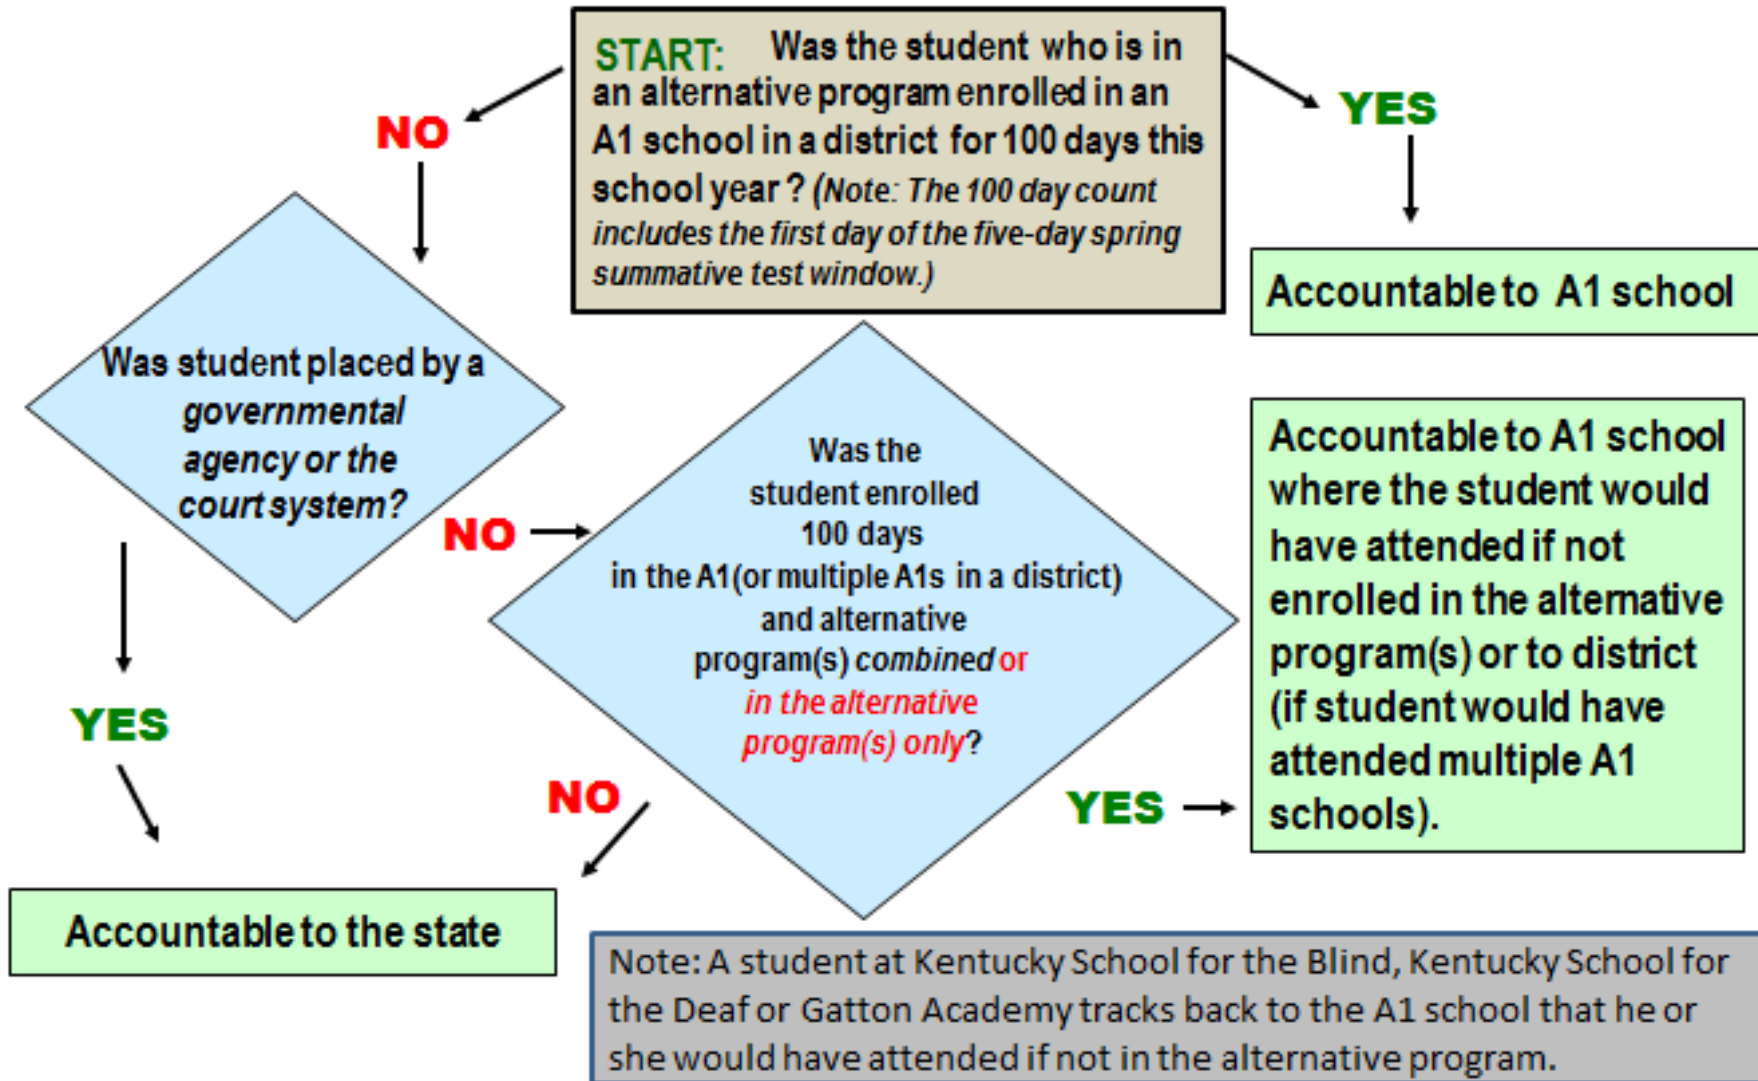 START: Was the student who is in
an alternative program enrolled in an
A1 school in a district for 100 days this
school year? (Note: The 100 day count
includes the first day of the five-day spring
summative test window.)
NO
YES
Accountable to A1 school
Was student placed by a
governmental
agency or the
court system?
NO
Was the
student enrolled
100 days
in the A1(or multiple A1s in a district)
and alternative
program(s) combined or
in the alternative
program(s) only?
Accountable to A1 school
where the student would
have attended if not
enrolled in the alternative
program(s) or to district
(if student would have
attended multiple A1
schools).
YES
NO
YES
Accountable to the state
Note: A student at Kentucky School for the Blind, Kentucky School for
the Deaf or Gatton Academy tracks back to the A1 school that he or
she would have attended if not in the alternative program.